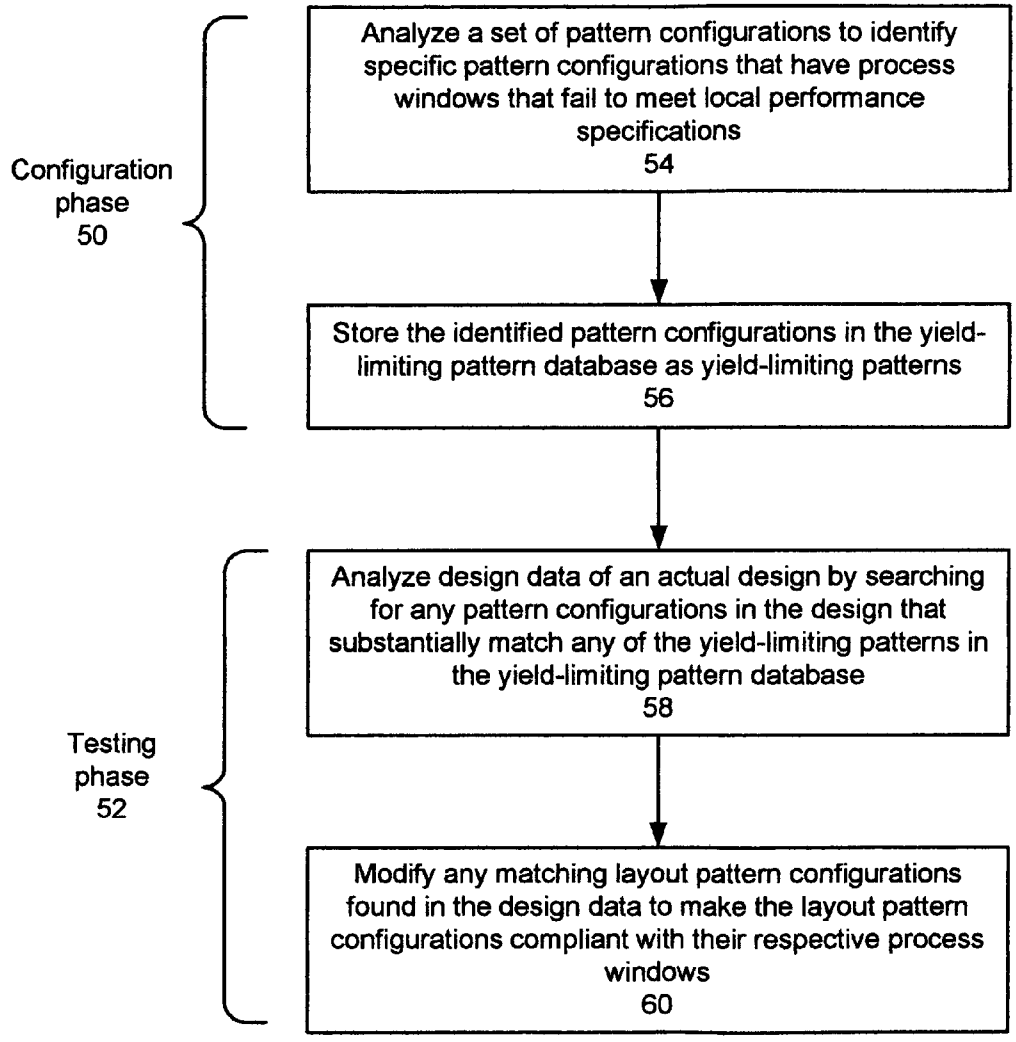 Analyze a set of pattern configurations to identify
specific pattern configurations that have process
windows that fail to meet local performance
specifications
54
Configuration
phase
50
Store the identified pattern configurations in the yield-
limiting pattern database as yield-limiting patterns
56
Analyze design data of an actual design by searching
for any pattern configurations in the design that
substantially match any of the yield-limiting patterns in
the yield-limiting pattern database
58
Testing
phase
52
Modify any matching layout pattern configurations
found in the design data to make the layout pattern
configurations compliant with their respective process
windows
60